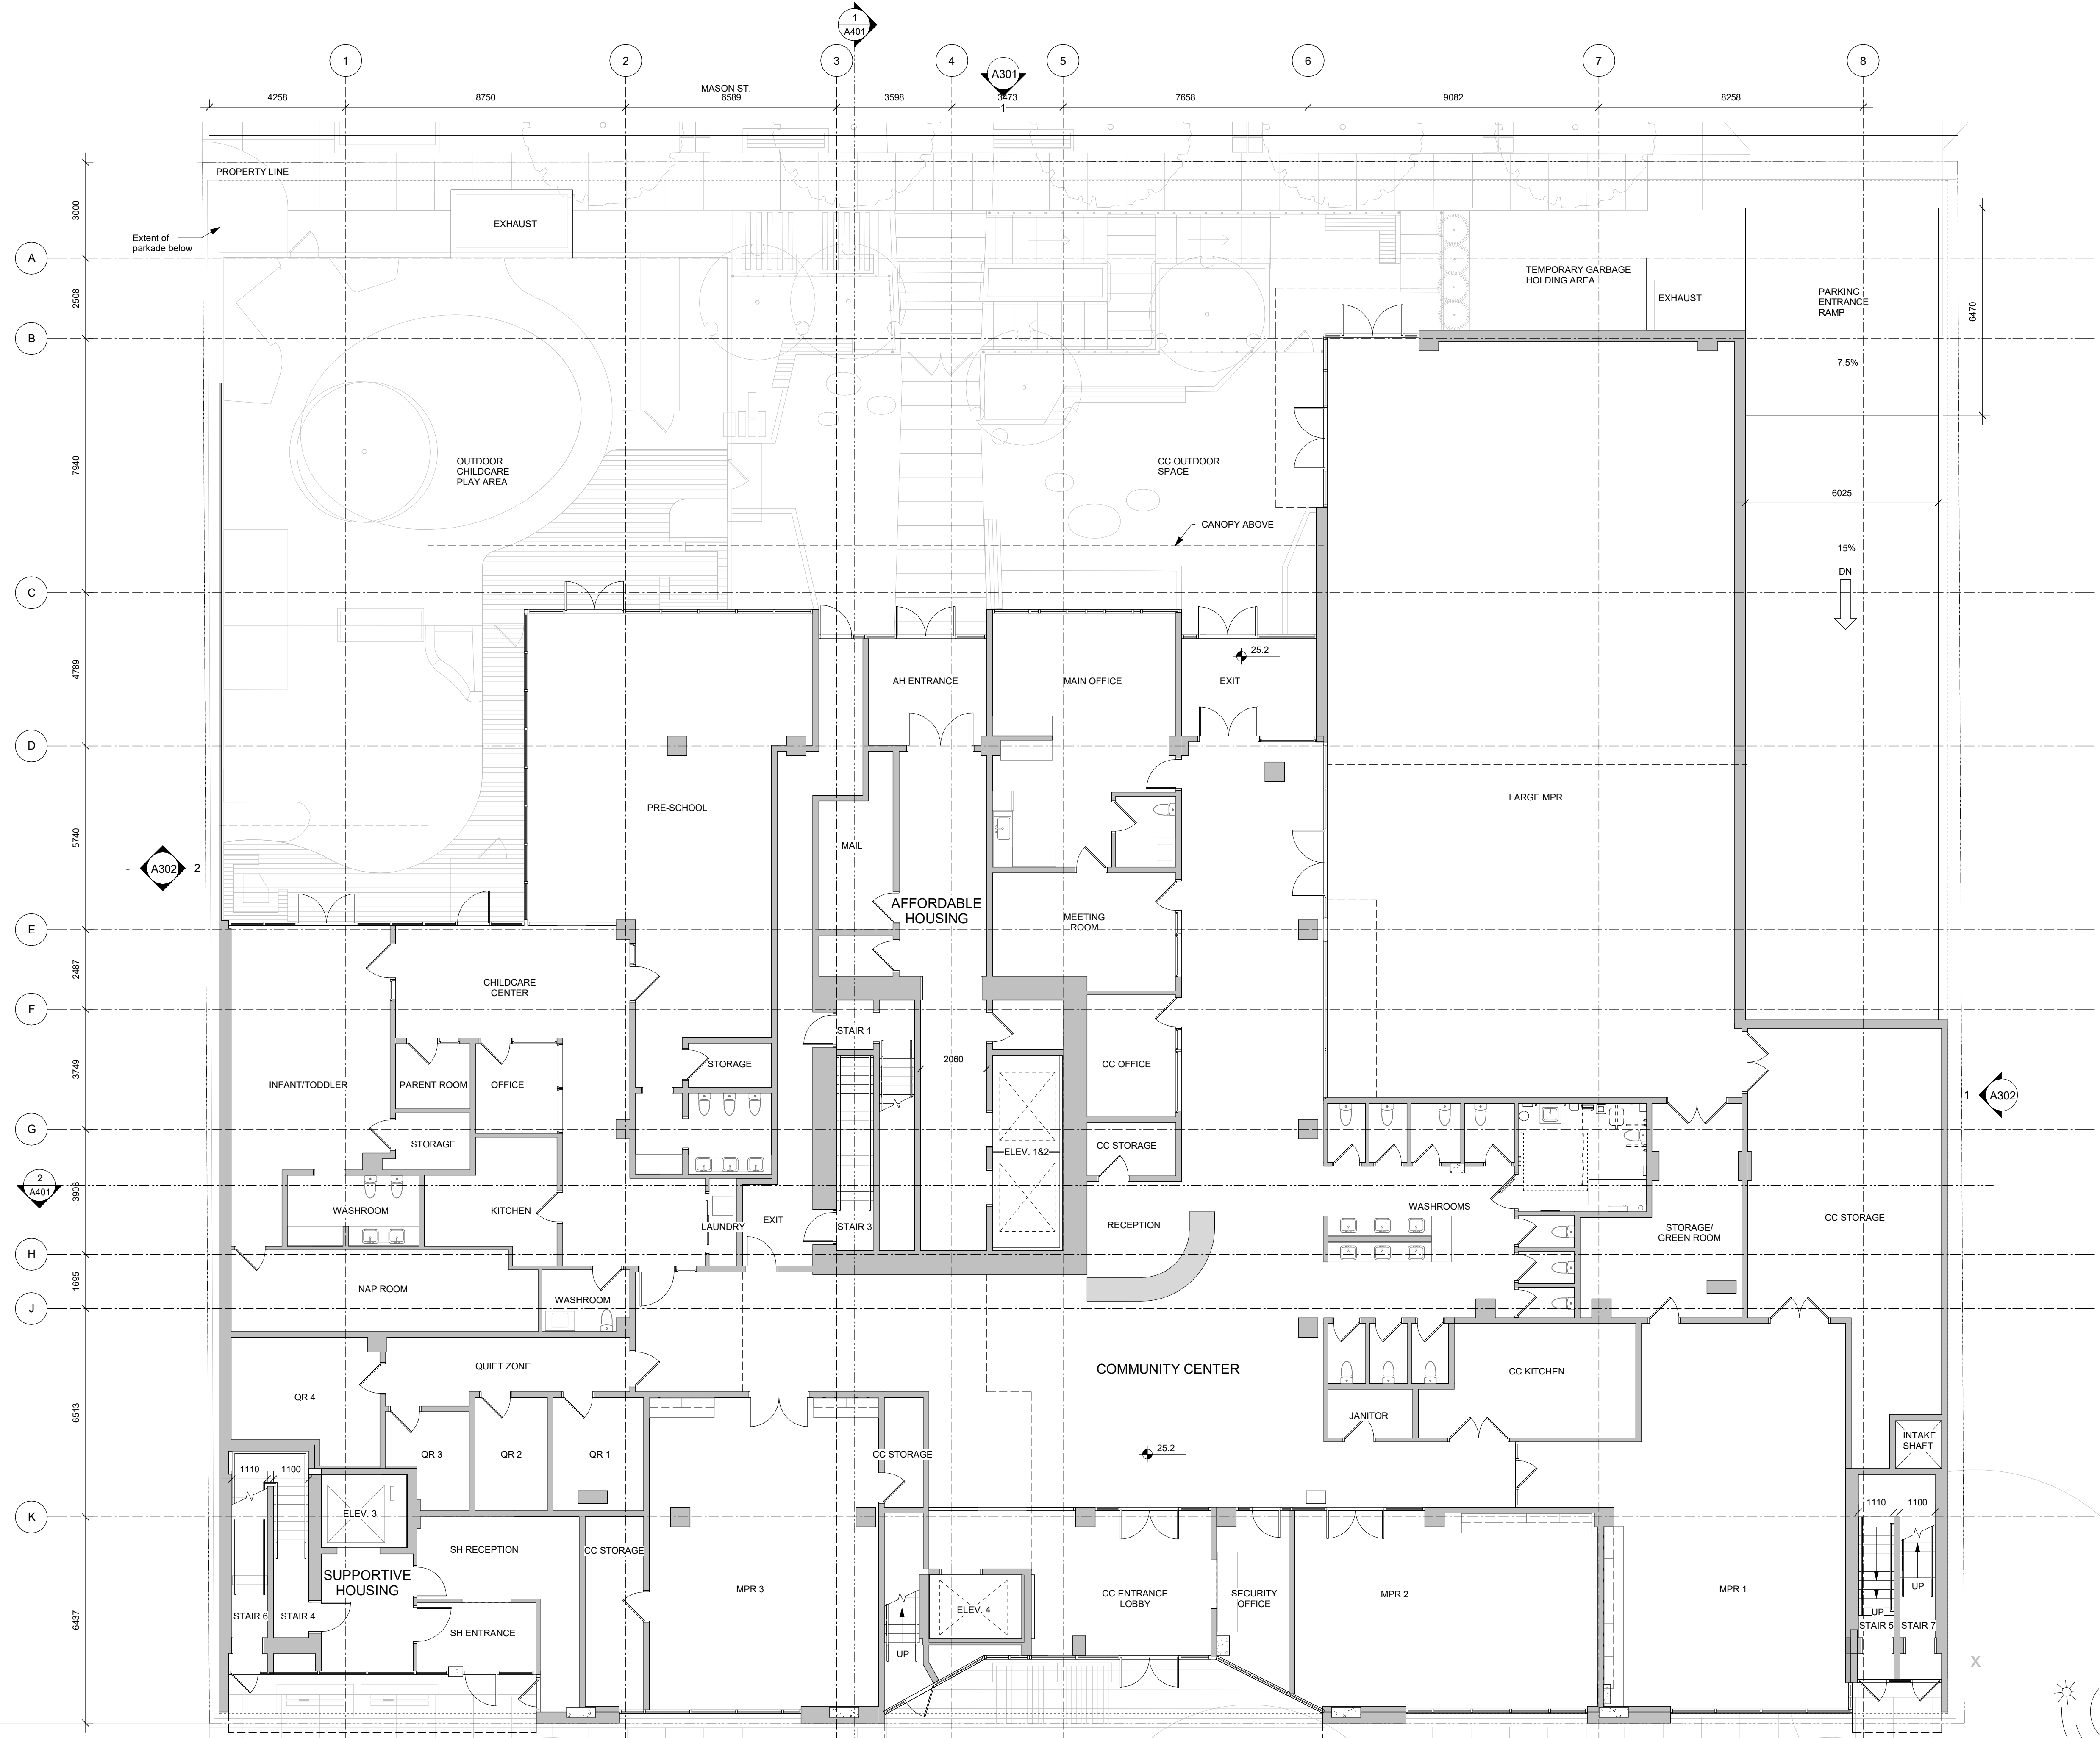 1
A401
1
2
3
4
A301
1
5
6
7
8
MASON ST.
4258
8750
6589
3598
3473
7658
9082
8258
PROPERTY LINE
3000
EXHAUST
Extent of
parkade below
A
2508
TEMPORARY GARBAGE
HOLDING AREA
EXHAUST
PARKING
ENTRANCE
RAMP
6470
B
7.5%
7940
OUTDOOR
CHILDCARE
PLAY AREA
CC OUTDOOR
SPACE
6025
CANOPY ABOVE
15%
DN
C
4789
25.2
AH ENTRANCE
MAIN OFFICE
EXIT
D
PRE-SCHOOL
LARGE MPR
5740
MAIL
-
A302
2
AFFORDABLE
HOUSING
MEETING
ROOM
E
2487
CHILDCARE
CENTER
F
STAIR 1
3749
2060
STORAGE
CC OFFICE
INFANT/TODDLER
PARENT ROOM
OFFICE
1
A302
G
STORAGE
CC STORAGE
ELEV. 1&2
2
A401
3908
WASHROOM
KITCHEN
LAUNDRY
EXIT
STAIR 3
RECEPTION
WASHROOMS
STORAGE/
GREEN ROOM
CC STORAGE
H
1695
NAP ROOM
WASHROOM
J
QUIET ZONE
COMMUNITY CENTER
CC KITCHEN
QR 4
6513
JANITOR
INTAKE
SHAFT
QR 3
QR 2
QR 1
CC STORAGE
25.2
1110
1100
1110
1100
ELEV. 3
K
SH RECEPTION
CC STORAGE
SUPPORTIVE
HOUSING
MPR 3
CC ENTRANCE
LOBBY
SECURITY
OFFICE
MPR 2
MPR 1
UP
ELEV. 4
6437
STAIR 6
STAIR 4
SH ENTRANCE
UP
UP
STAIR 5
STAIR 7
X